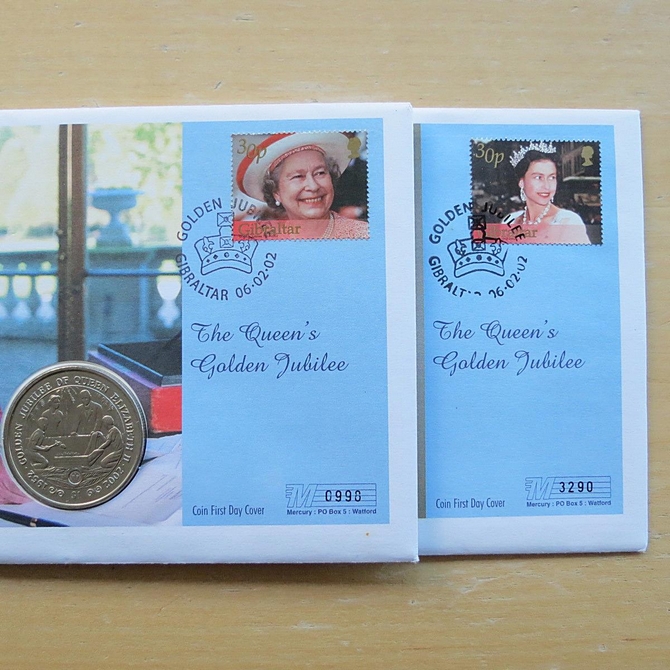 30p
Gibraltar
GOLDEN JUBILEE
GIBRALTAR 06-02-02
The Queen's
Golden Jubilee
GOLDEN JUBILEE OF QUEEN ELIZABETH II
2002
1952
Coin First Day Cover
M 0990
Mercury : PO Box 5 : Watford
30p
GOLDEN JUBILEE
06-02-02
The Queen's
Golden Jubilee
Coin First Day Cover
M 3290
Mercury : PO Box 5 : Watford